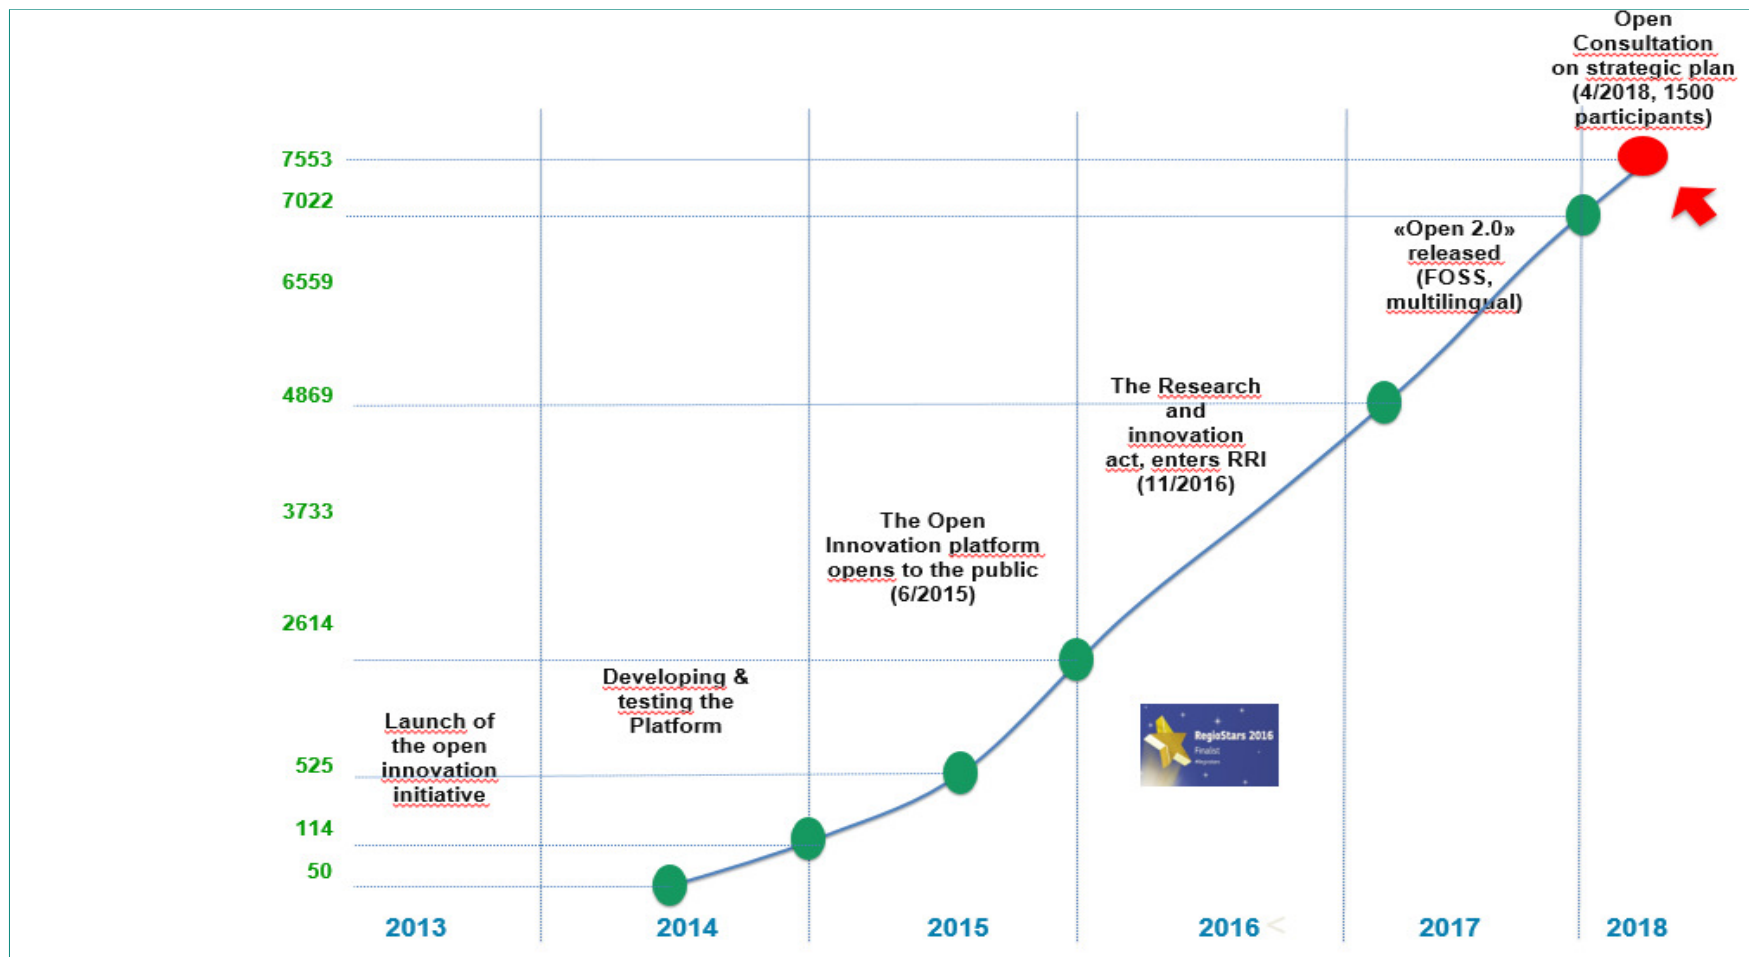 Open
Consultation
on strategic plan
(4/2018, 1500
participants)
7553
7022
«Open 2.0»
released
(FOSS,
multilingual)
6559
4869
The Research
and
innovation
act, enters RRI
(11/2016)
3733
The Open
Innovation platform
opens to the public
(6/2015)
2614
Developing &
testing the
Platform
Launch of
the open
innovation
initiative
RegioStars 2016
Finalist
525
114
50
2013
2014
2015
2016
<
2017
2018